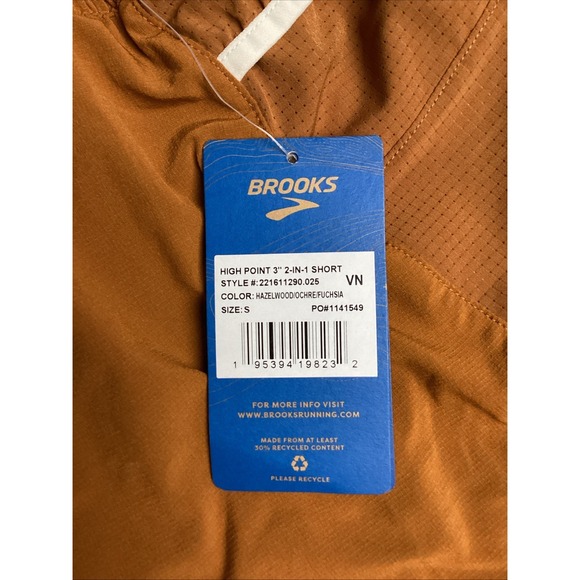 BROOKS
HIGH POINT 3" 2-IN-1 SHORT
STYLE #:221611290.025 VN
COLOR: HAZELWOOD/OCHRE/FUCHSIA
SIZE: S PO#1141549
1 95394 19823 2
FOR MORE INFO VISIT
WWW.BROOKSRUNNING.COM
MADE FROM AT LEAST
30% RECYCLED CONTENT
PLEASE RECYCLE